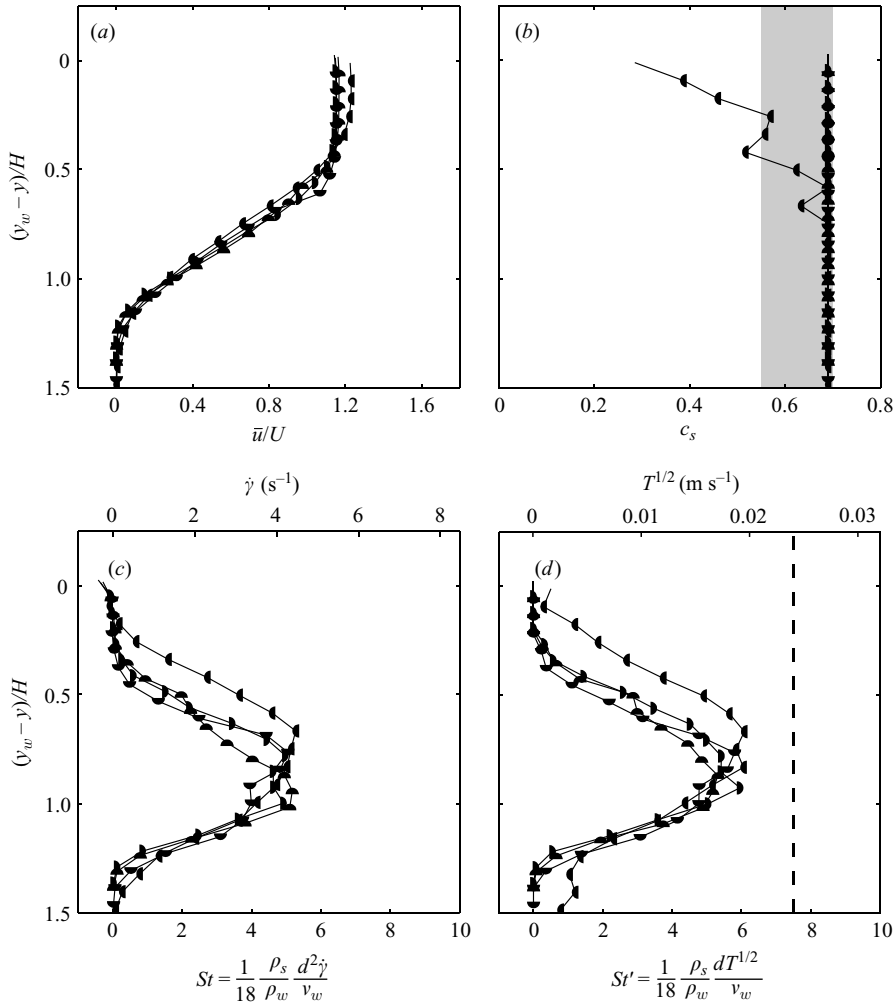 (a)
0
0.5
1.0
1.5
(y_w – y)/H
0 0.4 0.8 1.2 1.6
ū/U
(b)
0 0.2 0.4 0.6 0.8
c_s
γ̇ (s⁻¹)
0 2 4 6 8
(c)
0
0.5
1.0
1.5
(y_w – y)/H
0 2 4 6 8 10
St = 1/18 ρ_s/ρ_w d²γ̇/ν_w
T^{1/2} (m s⁻¹)
0 0.01 0.02 0.03
(d)
0 2 4 6 8 10
St′ = 1/18 ρ_s/ρ_w dT^{1/2}/ν_w